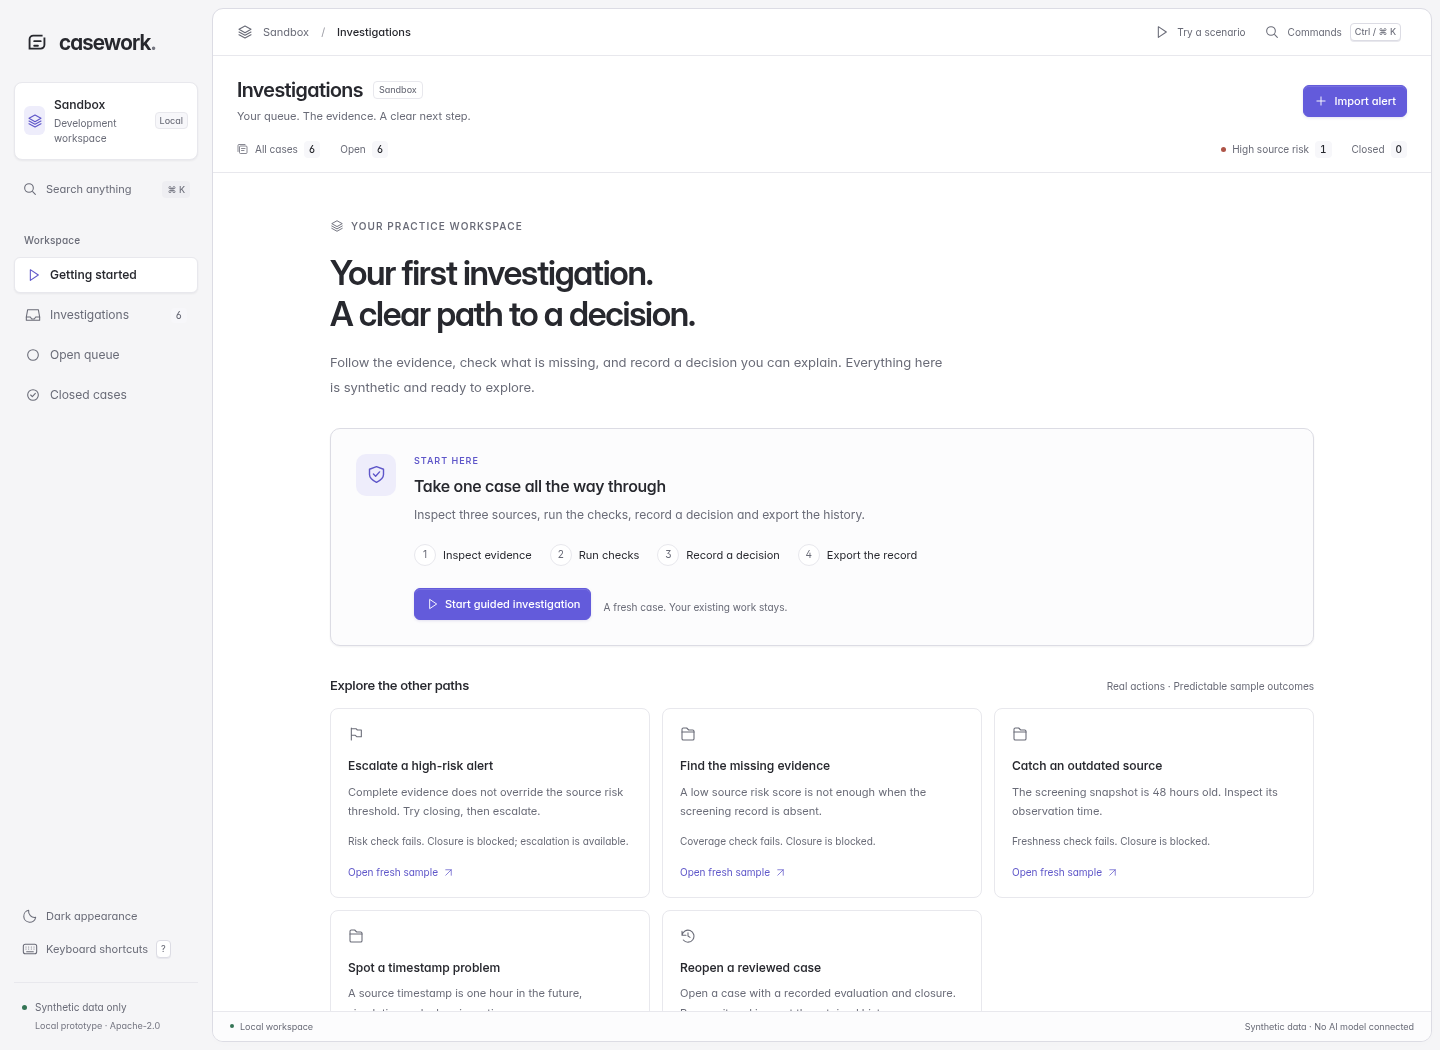 casework.
Sandbox
Development
workspace
Local
Search anything
⌘ K
Workspace
Getting started
Investigations 6
Open queue
Closed cases
Dark appearance
Keyboard shortcuts ?
Synthetic data only
Local prototype · Apache-2.0
Sandbox / Investigations
Try a scenario
Commands Ctrl / ⌘ K
Investigations Sandbox
Your queue. The evidence. A clear next step.
Import alert
All cases 6 Open 6
High source risk 1 Closed 0
YOUR PRACTICE WORKSPACE
Your first investigation.
A clear path to a decision.
Follow the evidence, check what is missing, and record a decision you can explain. Everything here
is synthetic and ready to explore.
START HERE
Take one case all the way through
Inspect three sources, run the checks, record a decision and export the history.
1 Inspect evidence 2 Run checks 3 Record a decision 4 Export the record
Start guided investigation A fresh case. Your existing work stays.
Explore the other paths
Real actions · Predictable sample outcomes
Escalate a high-risk alert
Complete evidence does not override the source risk
threshold. Try closing, then escalate.
Risk check fails. Closure is blocked; escalation is available.
Open fresh sample
Find the missing evidence
A low source risk score is not enough when the
screening record is absent.
Coverage check fails. Closure is blocked.
Open fresh sample
Catch an outdated source
The screening snapshot is 48 hours old. Inspect its
observation time.
Freshness check fails. Closure is blocked.
Open fresh sample
Spot a timestamp problem
A source timestamp is one hour in the future,
Reopen a reviewed case
Open a case with a recorded evaluation and closure.
Local workspace
Synthetic data · No AI model connected